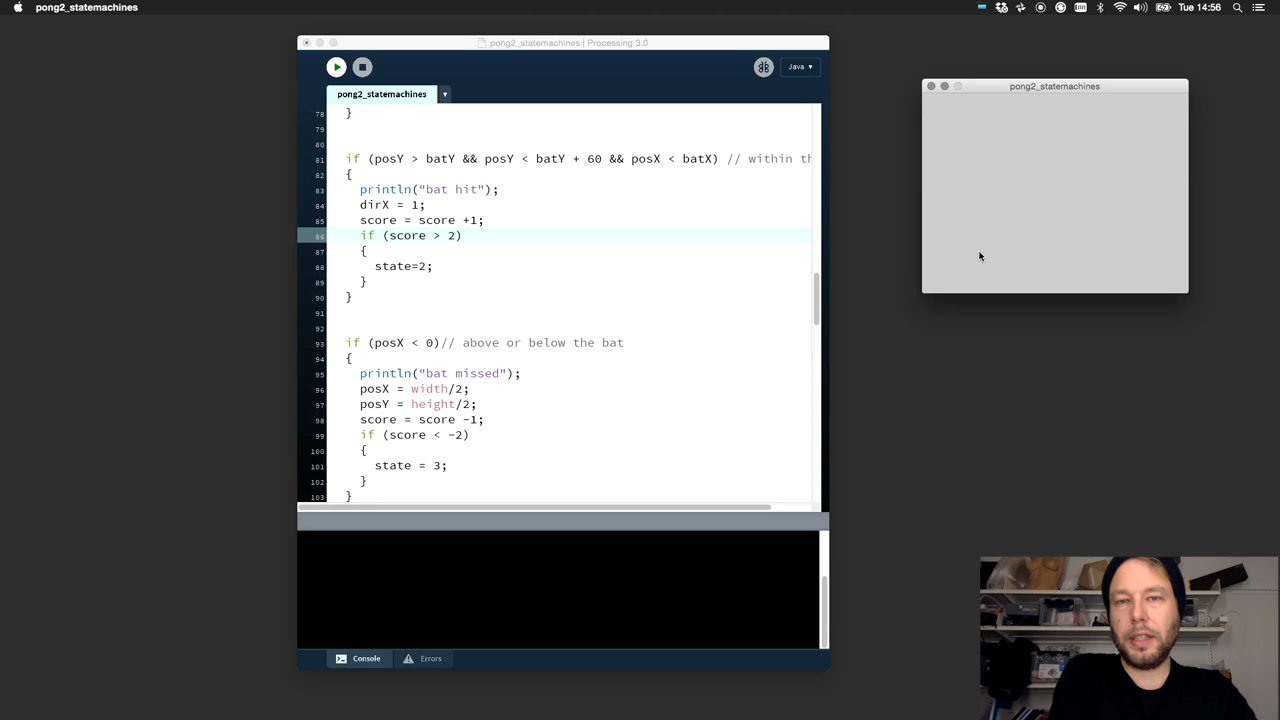 pong2_statemachines
Tue 14:56
pong2_statemachines | Processing 3.0
Java ▾
pong2_statemachines
78 }
79
80
81 if (posY > batY && posY < batY + 60 && posX < batX) // within th
82 {
83 println("bat hit");
84 dirX = 1;
85 score = score +1;
86 if (score > 2)
87 {
88 state=2;
89 }
90 }
91
92
93 if (posX < 0)// above or below the bat
94 {
95 println("bat missed");
96 posX = width/2;
97 posY = height/2;
98 score = score -1;
99 if (score < -2)
100 {
101 state = 3;
102 }
103 }
Console
Errors
pong2_statemachines